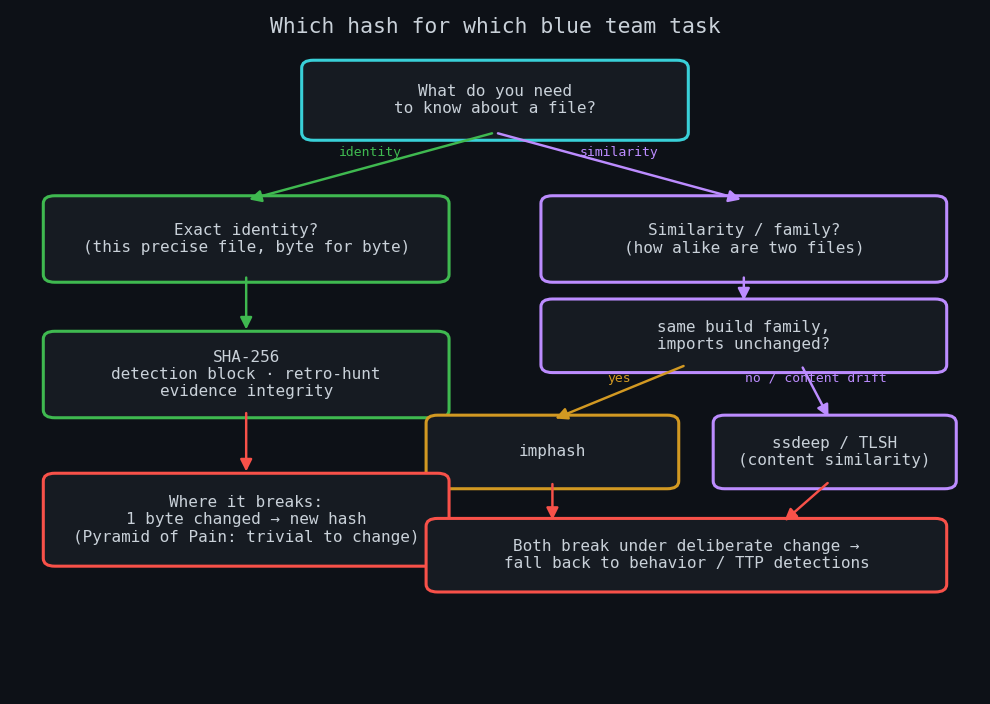 Which hash for which blue team task
What do you need
to know about a file?
identity
similarity
Exact identity?
(this precise file, byte for byte)
Similarity / family?
(how alike are two files)
same build family,
imports unchanged?
SHA-256
detection block · retro-hunt
evidence integrity
yes
no / content drift
imphash
ssdeep / TLSH
(content similarity)
Where it breaks:
1 byte changed → new hash
(Pyramid of Pain: trivial to change)
Both break under deliberate change →
fall back to behavior / TTP detections